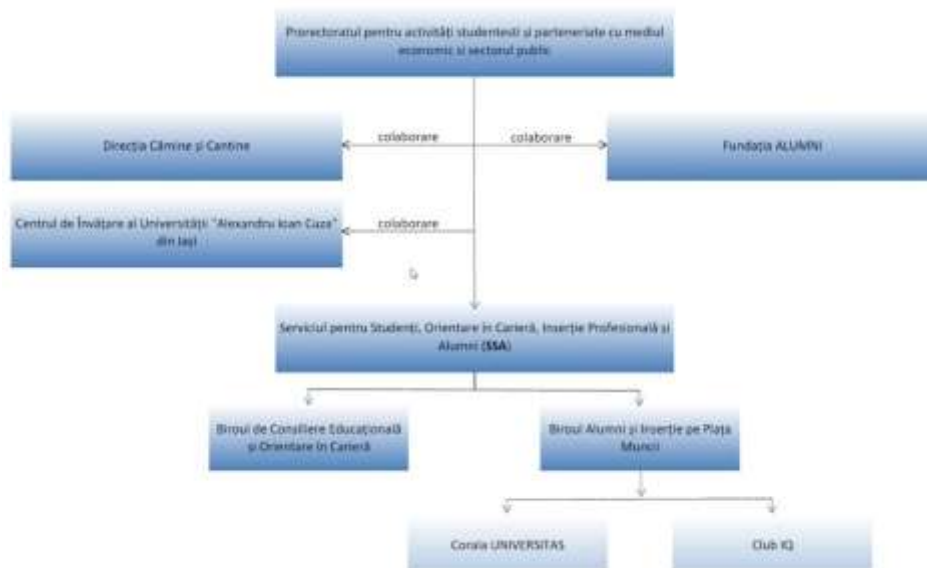 Prorectoratul pentru activități studentesti si parteneriate cu mediul
economic si sectorul public
colaborare
colaborare
Direcția Cămine și Cantine
Fundația ALUMNI
Centrul de Învățare al Universității "Alexandru Ioan Cuza"
din Iași
colaborare
Serviciul pentru Studenți, Orientare în Carieră, Inserție Profesională și
Alumni (SSA)
Biroul de Consiliere Educațională
și Orientare în Carieră
Biroul Alumni și Inserție pe Piața
Muncii
Corala UNIVERSITAS
Club IQ